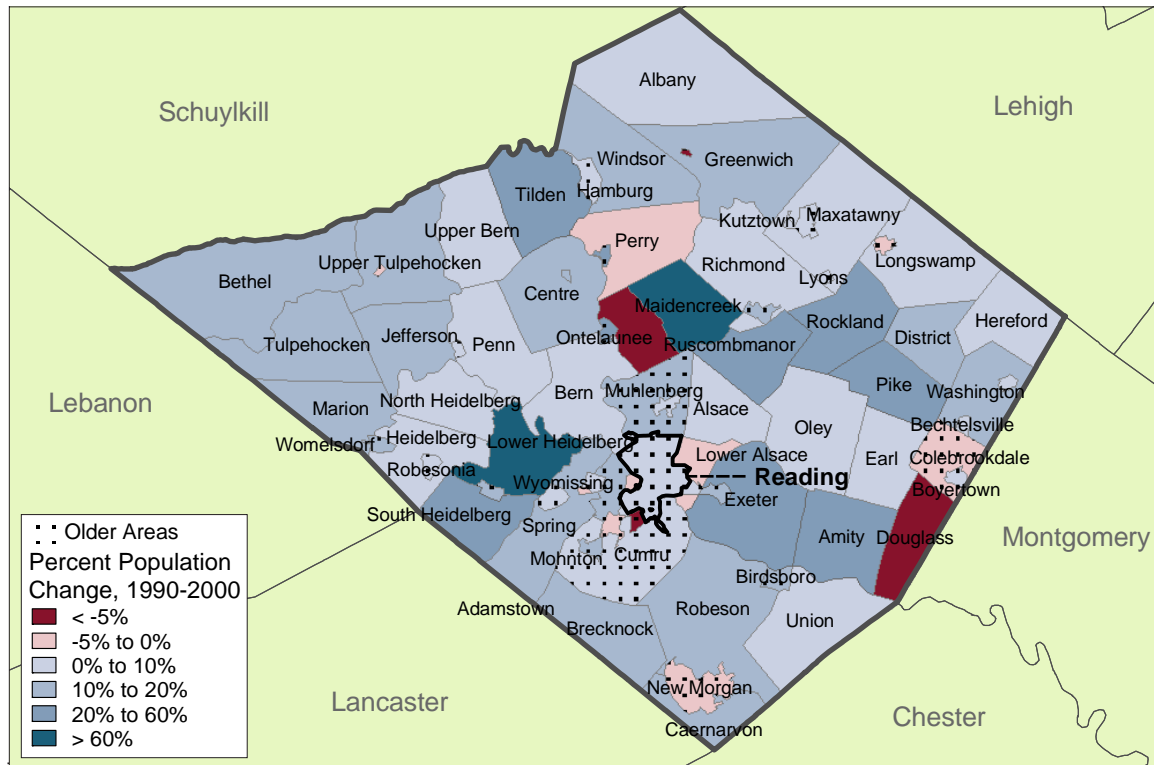 Albany
Schuylkill
Lehigh
Windsor
Greenwich
Tilden
Hamburg
Kutztown
Maxatawny
Upper Bern
Perry
Upper Tulpehocken
Richmond
Longswamp
Bethel
Lyons
Centre
Maidencreek
Rockland
Hereford
Jefferson
Ontelaunee
Ruscombmanor
District
Tulpehocken
Penn
Pike
Washington
Bern
Muhlenberg
North Heidelberg
Lebanon
Marion
Alsace
Bechtelsville
Oley
Womelsdorf
Heidelberg
Lower Heidelberg
Lower Alsace
Earl
Colebrookdale
Robesonia
Reading
Wyomissing
Exeter
Boyertown
South Heidelberg
Spring
Amity
Douglass
Montgomery
Mohnton
Cumru
Birdsboro
Adamstown
Robeson
Union
Brecknock
New Morgan
Lancaster
Chester
Caernarvon
Older Areas
Percent Population
Change, 1990-2000
< -5%
-5% to 0%
0% to 10%
10% to 20%
20% to 60%
> 60%